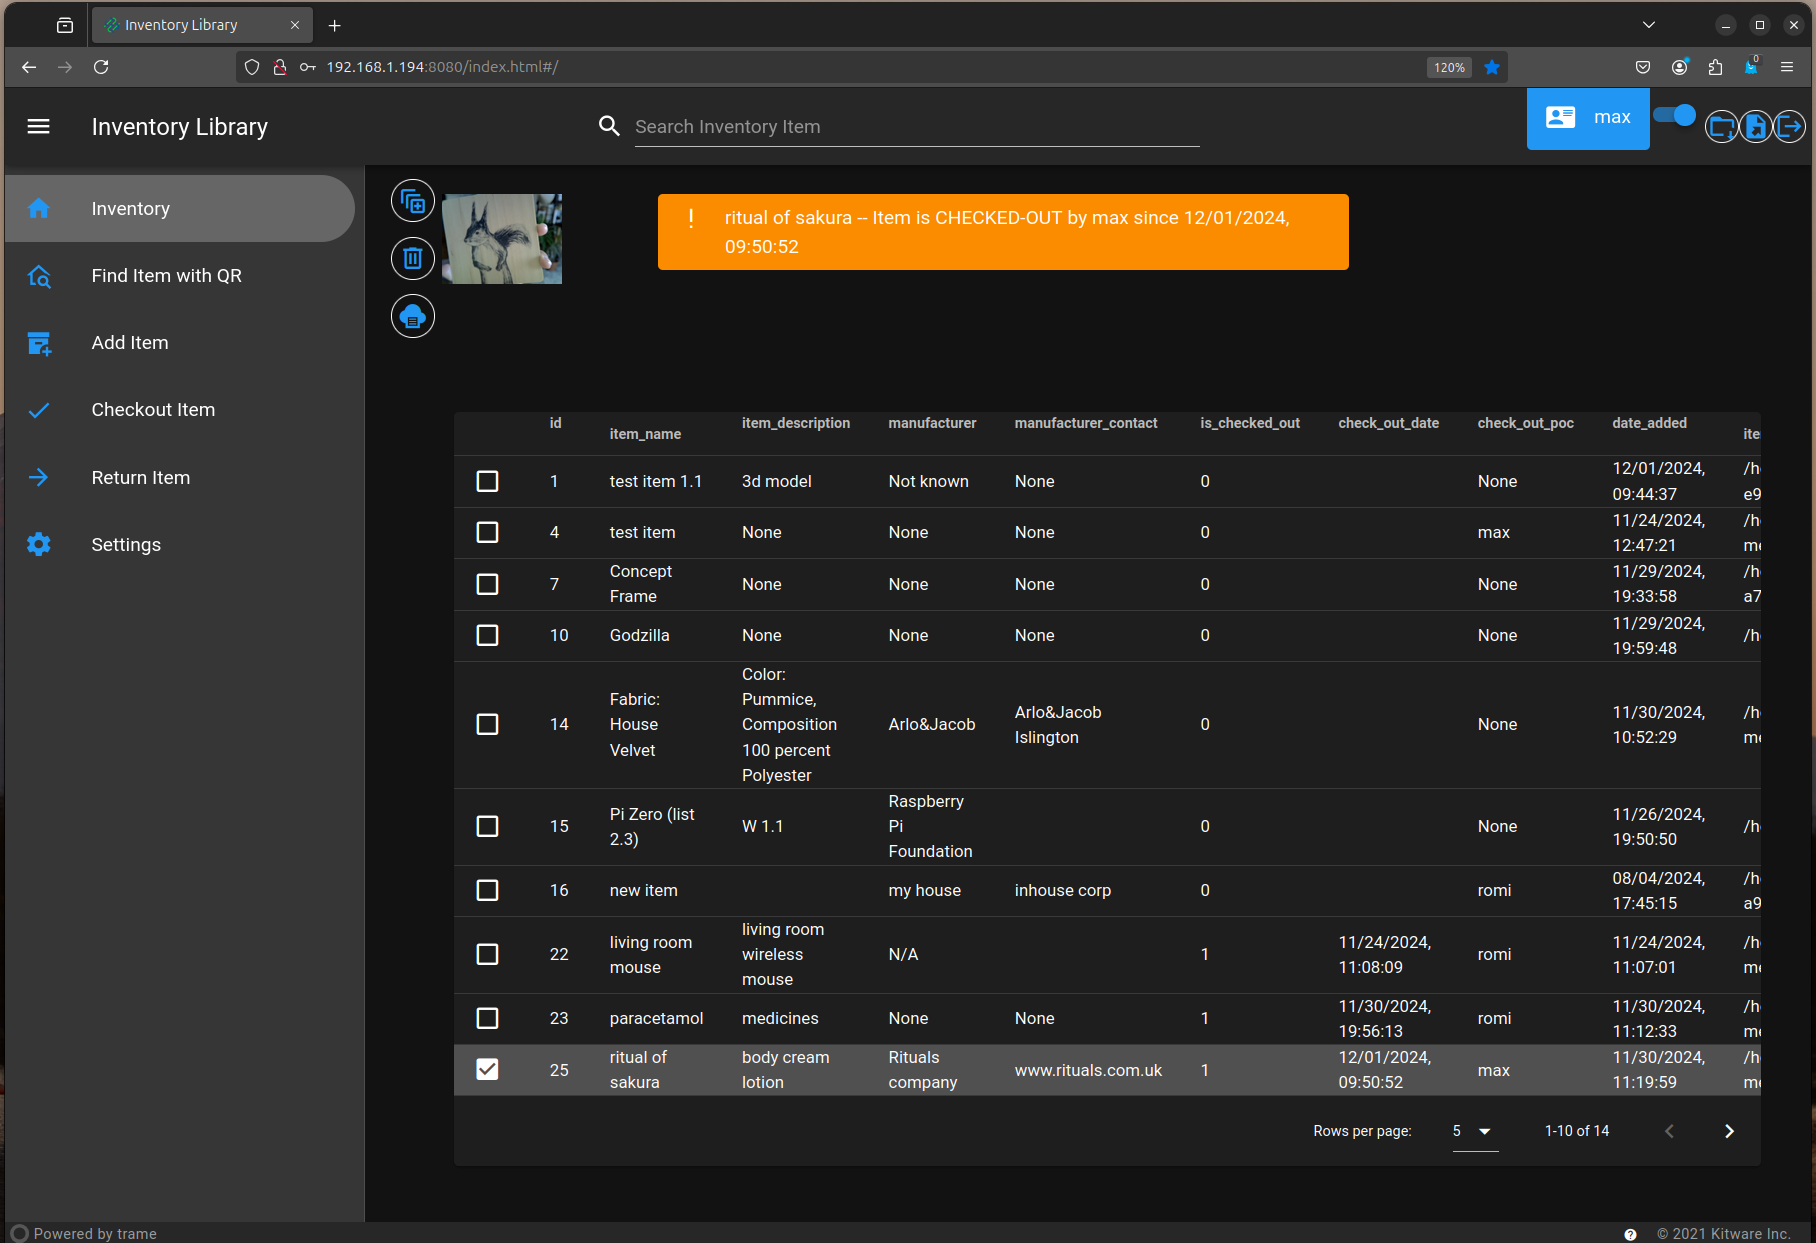 Inventory Library
192.168.1.194:8080/index.html#/
120%
0
Inventory Library
Search Inventory Item
max
Inventory
Find Item with QR
Add Item
Checkout Item
Return Item
Settings
! ritual of sakura -- Item is CHECKED-OUT by max since 12/01/2024,
09:50:52
id item_name item_description manufacturer manufacturer_contact is_checked_out check_out_date check_out_poc date_added ite
1 test item 1.1 3d model Not known None 0 None 12/01/2024, /h
09:44:37 e9
4 test item None None None 0 max 11/24/2024, /h
12:47:21 me
7 Concept None None None 0 None 11/29/2024, /h
Frame 19:33:58 a7
10 Godzilla None None None 0 None 11/29/2024, /h
19:59:48
14 Fabric: Color: Arlo&Jacob Arlo&Jacob 0 None 11/30/2024, /h
House Pummice, Islington 10:52:29 me
Velvet Composition
100 percent
Polyester
15 Pi Zero (list W 1.1 Raspberry 0 None 11/26/2024, /h
2.3) Pi 19:50:50
Foundation
16 new item my house inhouse corp 0 romi 08/04/2024, /h
17:45:15 a9
22 living room living room N/A 1 11/24/2024, romi 11/24/2024, /h
mouse wireless 11:08:09 11:07:01 me
mouse
23 paracetamol medicines None None 1 11/30/2024, romi 11/30/2024, /h
19:56:13 11:12:33 me
25 ritual of body cream Rituals www.rituals.com.uk 1 12/01/2024, max 11/30/2024, /h
sakura lotion company 09:50:52 11:19:59 me
Rows per page: 5 1-10 of 14
Powered by trame
© 2021 Kitware Inc.